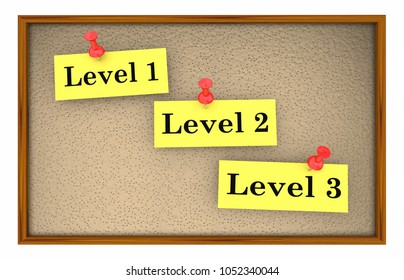 Level 1
Level 2
Level 3
shutterstock.com · 1052340044